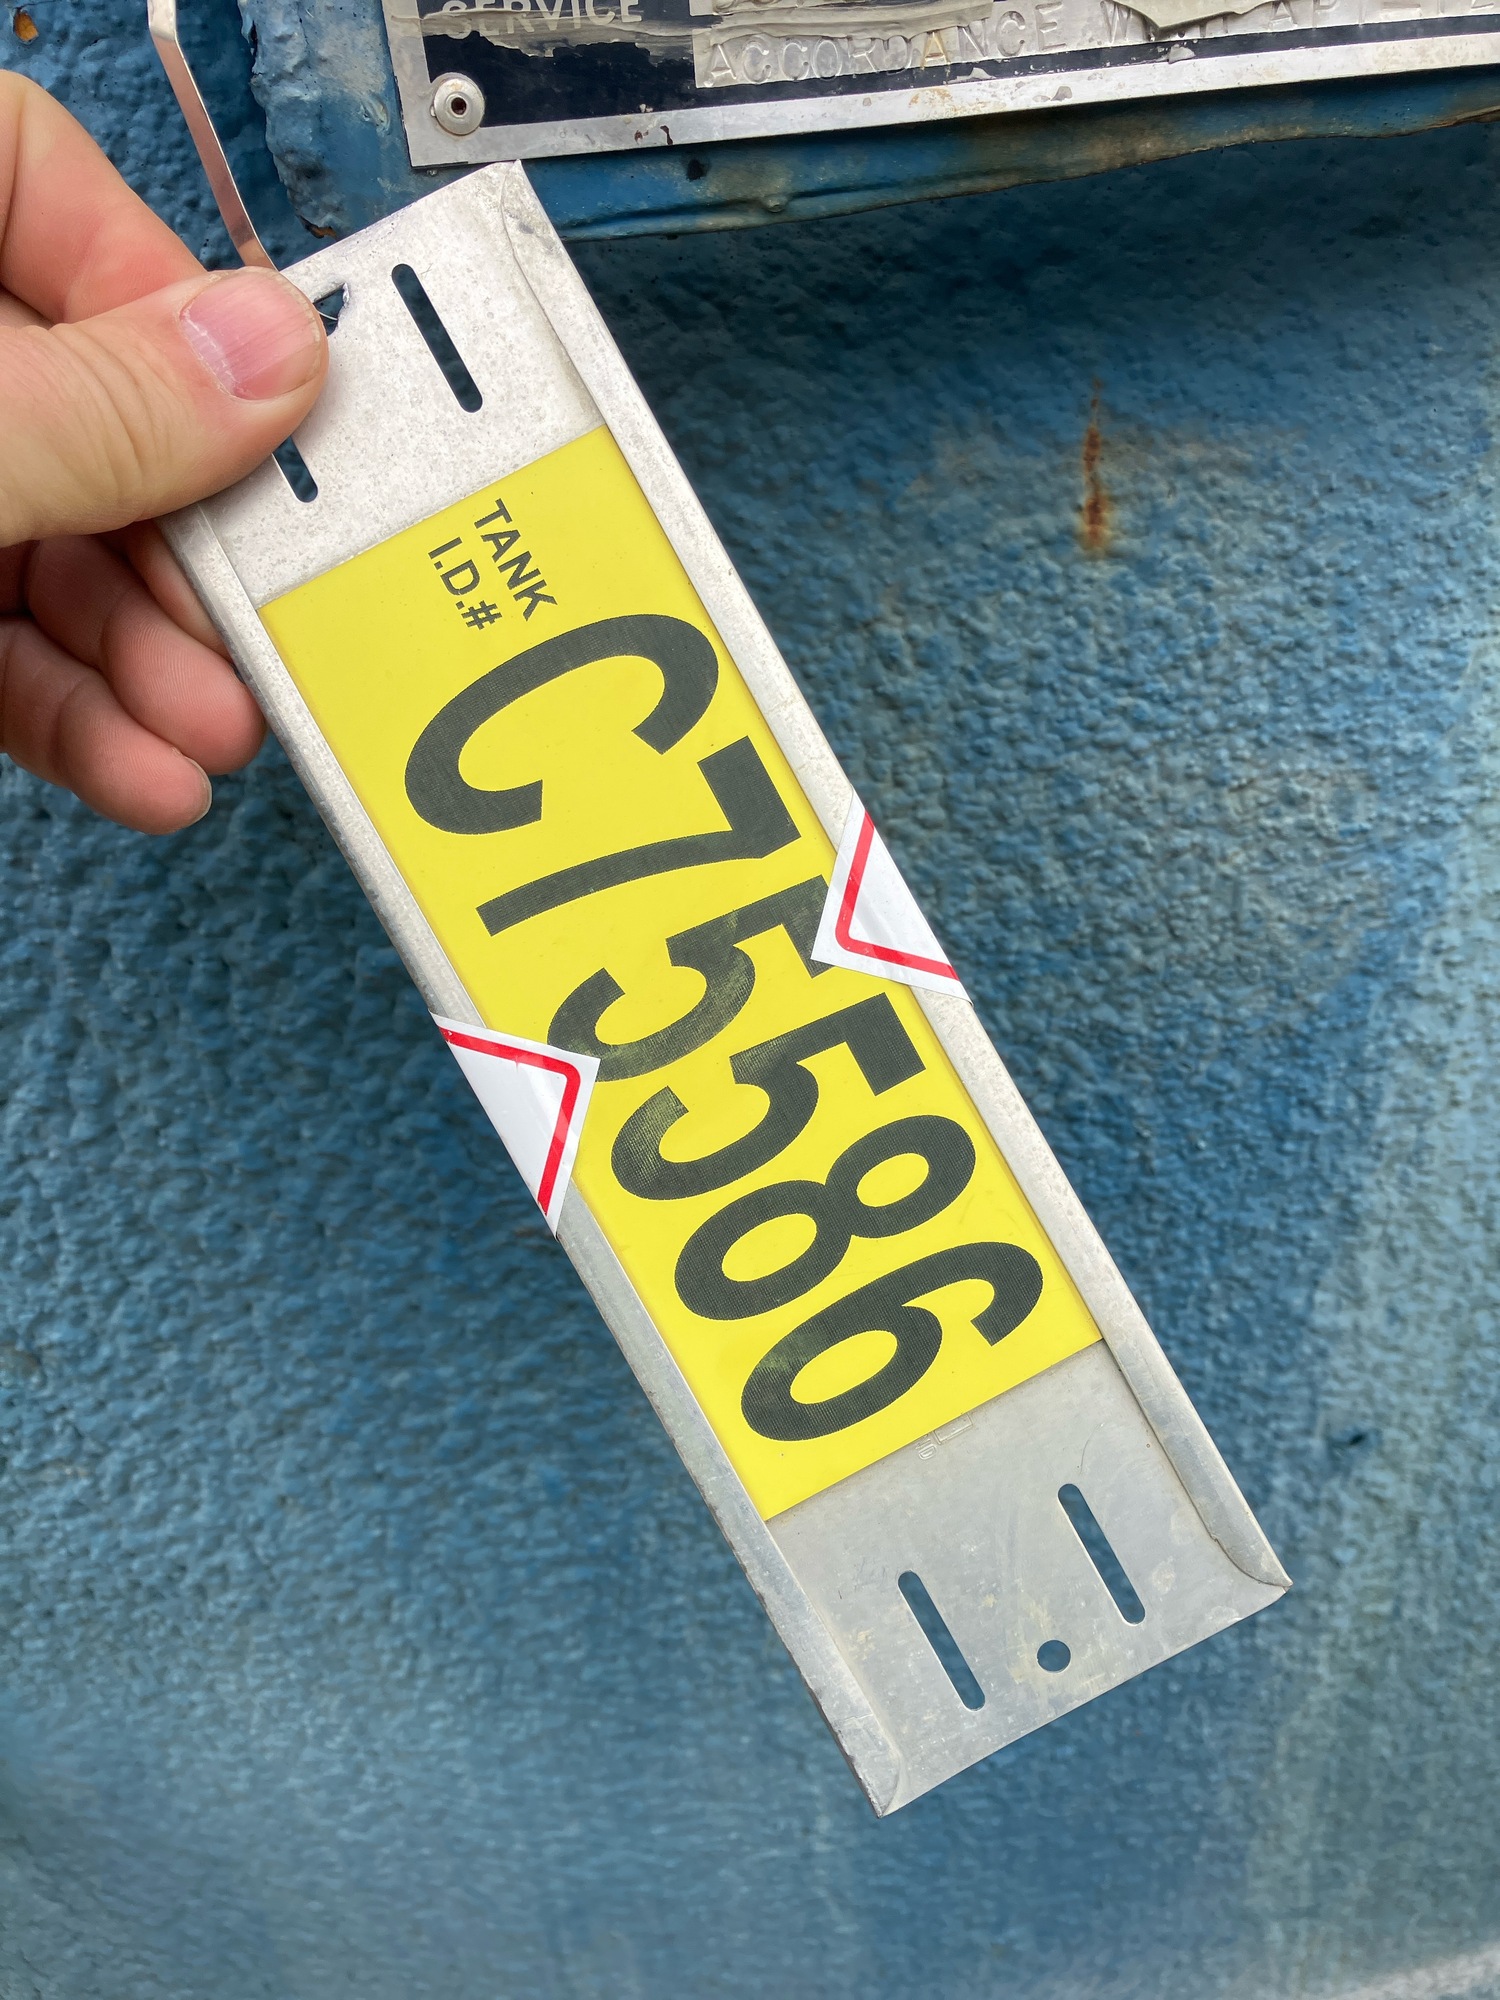 SERVICE
ACCORDANCE
TANK
I.D.#
C75586